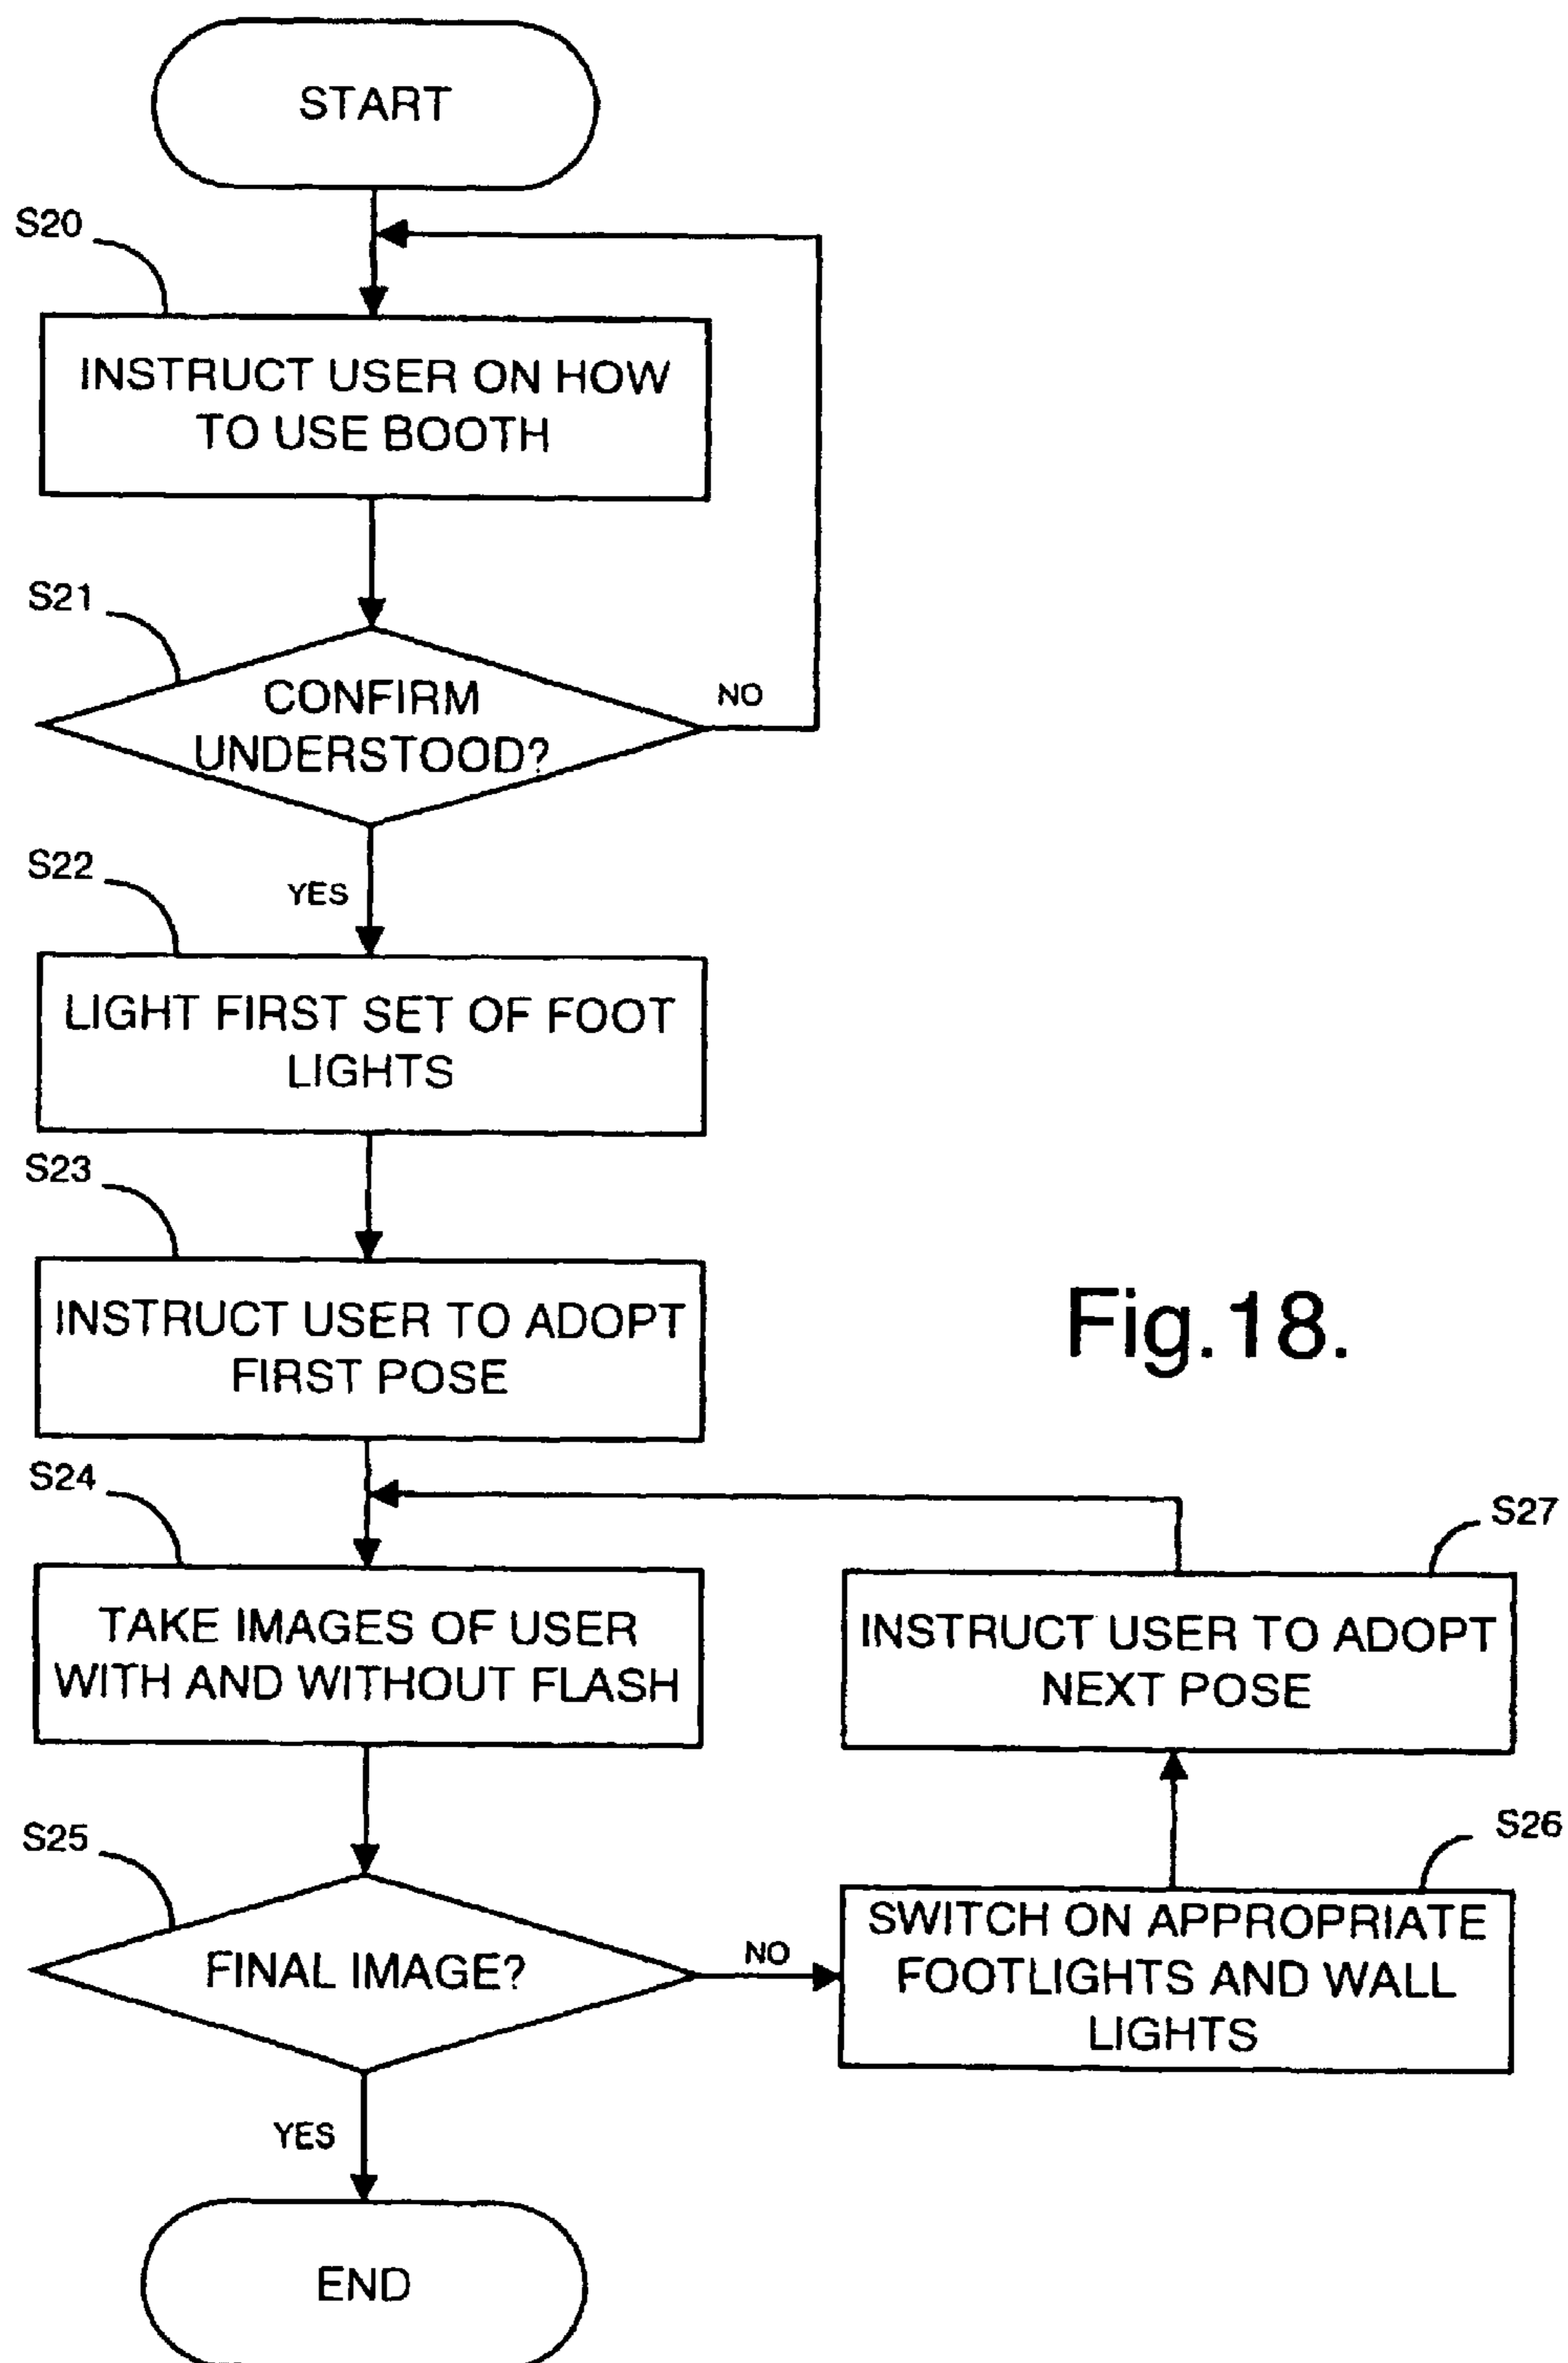 START
S20
INSTRUCT USER ON HOW
TO USE BOOTH
S21
CONFIRM
UNDERSTOOD?
NO
YES
S22
LIGHT FIRST SET OF FOOT
LIGHTS
S23
INSTRUCT USER TO ADOPT
FIRST POSE
Fig.18.
S24
TAKE IMAGES OF USER
WITH AND WITHOUT FLASH
S27
INSTRUCT USER TO ADOPT
NEXT POSE
S25
FINAL IMAGE?
NO
S26
SWITCH ON APPROPRIATE
FOOTLIGHTS AND WALL
LIGHTS
YES
END